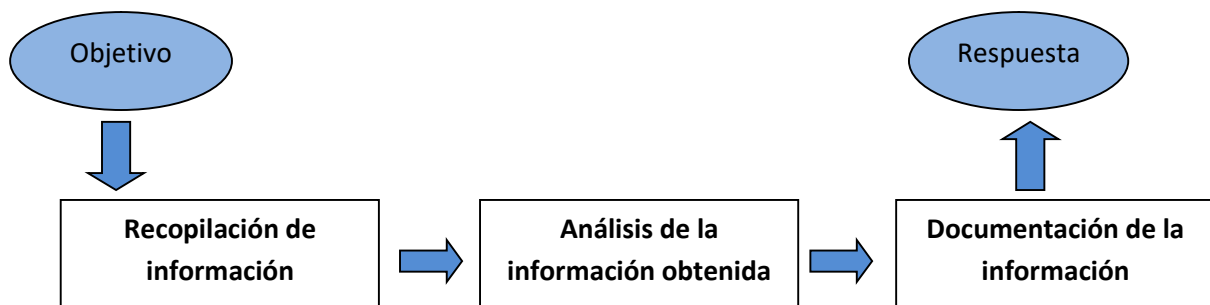 Objetivo
Respuesta
Recopilación de
información
Análisis de la
información obtenida
Documentación de la
información